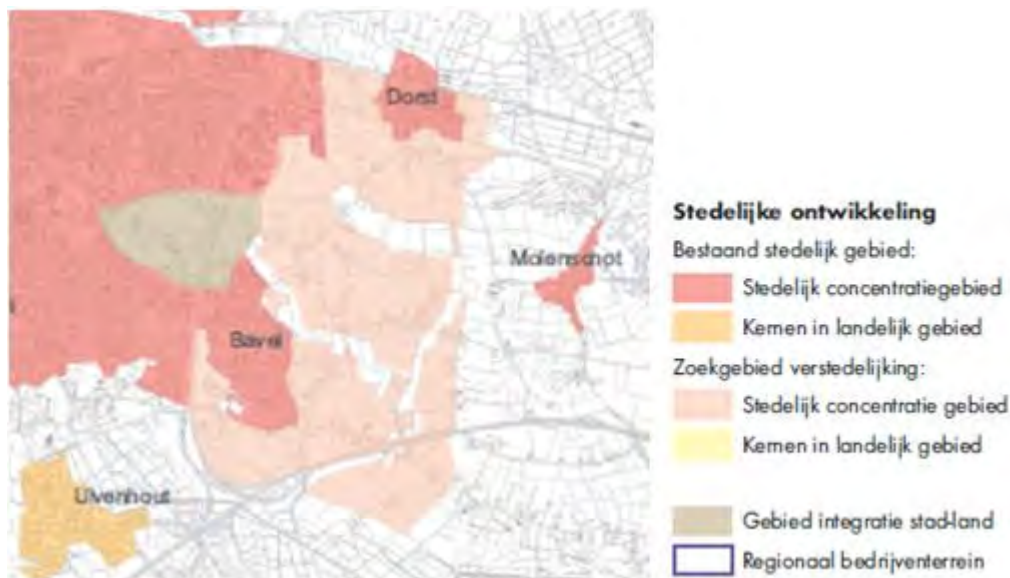 Dorst
Molenschot
Bavel
Ulvenhout
Stedelijke ontwikkeling
Bestaand stedelijk gebied:
Stedelijk concentratiegebied
Kernen in landelijk gebied
Zoekgebied verstedelijking:
Stedelijk concentratie gebied
Kernen in landelijk gebied
Gebied integratie stad-land
Regionaal bedrijventerrein